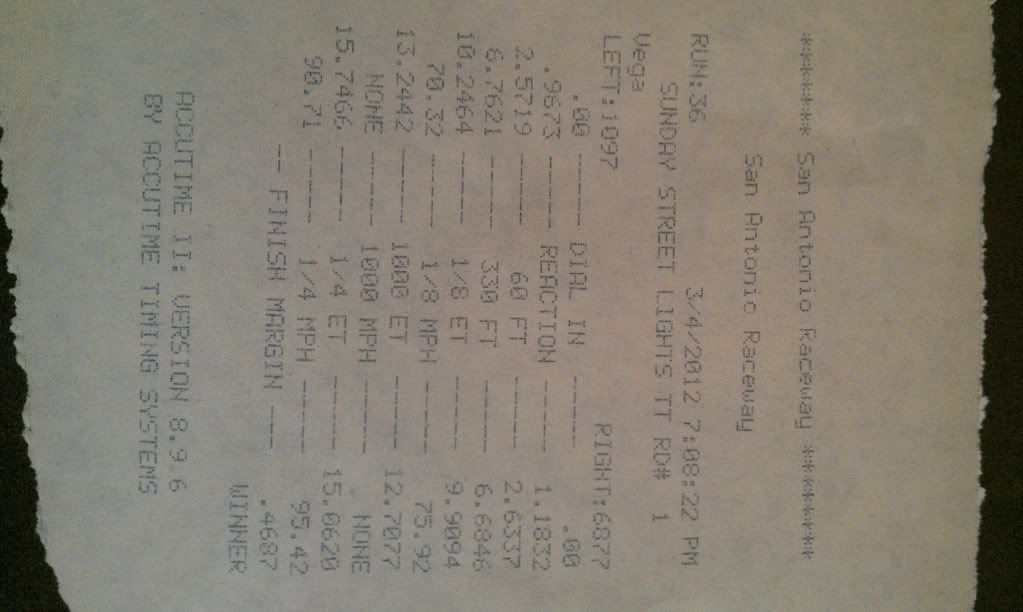 ******** San Antonio Raceway ********
San Antonio Raceway
RUN:36 3/4/2012 7:08:22 PM
SUNDAY STREET LIGHTS TT RD# 1
Vega
LEFT:1097 RIGHT:6877
.00 ----- DIAL IN ----- .00
.9673 ----- REACTION ----- 1.1832
2.5719 ----- 60 FT ----- 2.6337
6.7621 ----- 330 FT ----- 6.6846
10.2464 ----- 1/8 ET ----- 9.9094
70.32 ----- 1/8 MPH ----- 75.92
13.2442 ----- 1000 ET ----- 12.7077
NONE ----- 1000 MPH ----- NONE
15.7466 ----- 1/4 ET ----- 15.0620
90.71 ----- 1/4 MPH ----- 95.42
-- FINISH MARGIN --- .4687
WINNER
ACCUTIME II: VERSION 8.9.6
BY ACCUTIME TIMING SYSTEMS